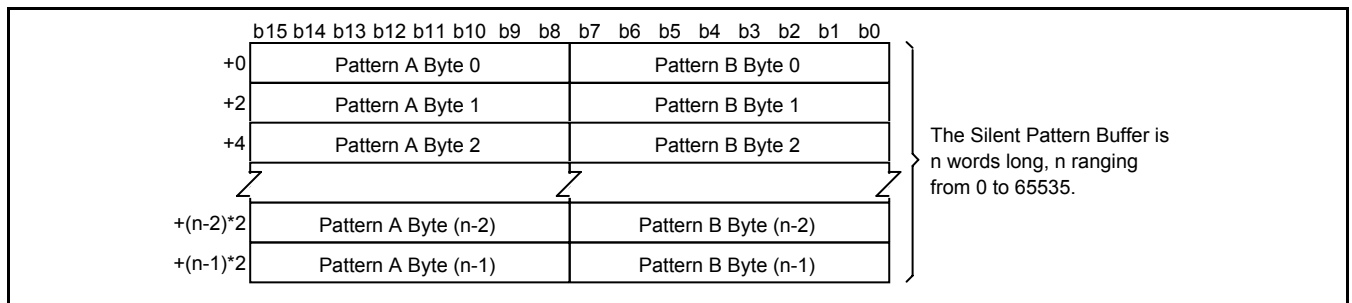 b15 b14 b13 b12 b11 b10 b9 b8 b7 b6 b5 b4 b3 b2 b1 b0
+0 Pattern A Byte 0 Pattern B Byte 0
+2 Pattern A Byte 1 Pattern B Byte 1
+4 Pattern A Byte 2 Pattern B Byte 2
The Silent Pattern Buffer is
n words long, n ranging
from 0 to 65535.
+(n-2)*2 Pattern A Byte (n-2) Pattern B Byte (n-2)
+(n-1)*2 Pattern A Byte (n-1) Pattern B Byte (n-1)